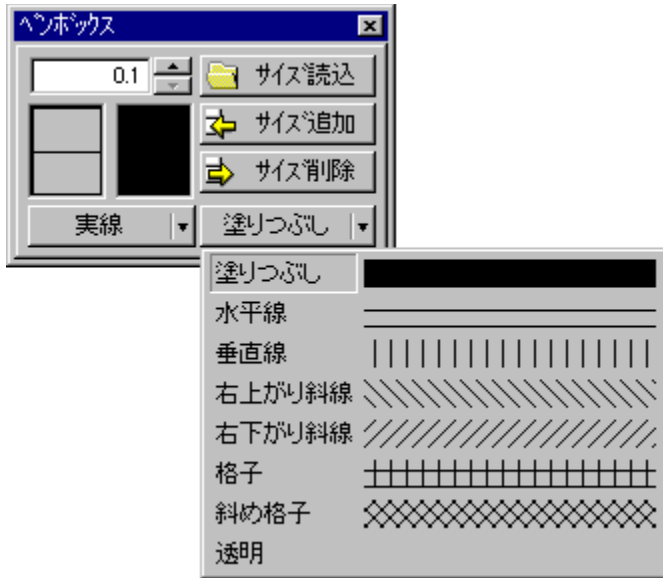 ﾍﾟﾝﾎﾞｯｸｽ
0.1
ｻｲｽﾞ読込
ｻｲｽﾞ追加
ｻｲｽﾞ削除
実線
塗りつぶし
塗りつぶし
水平線
垂直線
右上がり斜線
右下がり斜線
格子
斜め格子
透明